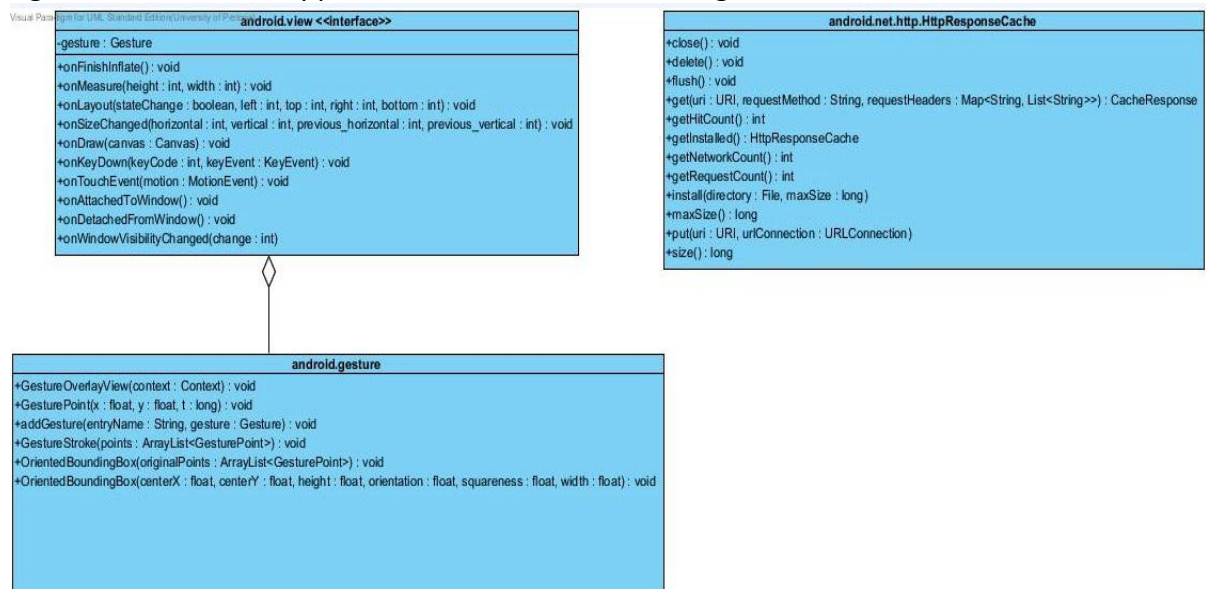 Visual Paradigm for UML Standard Edition(University of
android.view <<interface>>
-gesture : Gesture
+onFinishInflate() : void
+onMeasure(height : int, width : int) : void
+onLayout(stateChange : boolean, left : int, top : int, right : int, bottom : int) : void
+onSizeChanged(horizontal : int, vertical : int, previous_horizontal : int, previous_vertical : int) : void
+onDraw(canvas : Canvas) : void
+onKeyDown(keyCode : int, keyEvent : KeyEvent) : void
+onTouchEvent(motion : MotionEvent) : void
+onAttachedToWindow() : void
+onDetachedFromWindow() : void
+onWindowVisibilityChanged(change : int)
android.net.http.HttpResponseCache
+close() : void
+delete() : void
+flush() : void
+get(uri : URI, requestMethod : String, requestHeaders : Map<String, List<String>>) : CacheResponse
+getHitCount() : int
+getInstalled() : HttpResponseCache
+getNetworkCount() : int
+getRequestCount() : int
+install(directory : File, maxSize : long)
+maxSize() : long
+put(uri : URI, urlConnection : URLConnection)
+size() : long
android.gesture
+GestureOverlayView(context : Context) : void
+GesturePoint(x : float, y : float, t : long) : void
+addGesture(entryName : String, gesture : Gesture) : void
+GestureStroke(points : ArrayList<GesturePoint>) : void
+OrientedBoundingBox(originalPoints : ArrayList<GesturePoint>) : void
+OrientedBoundingBox(centerX : float, centerY : float, height : float, orientation : float, squareness : float, width : float) : void